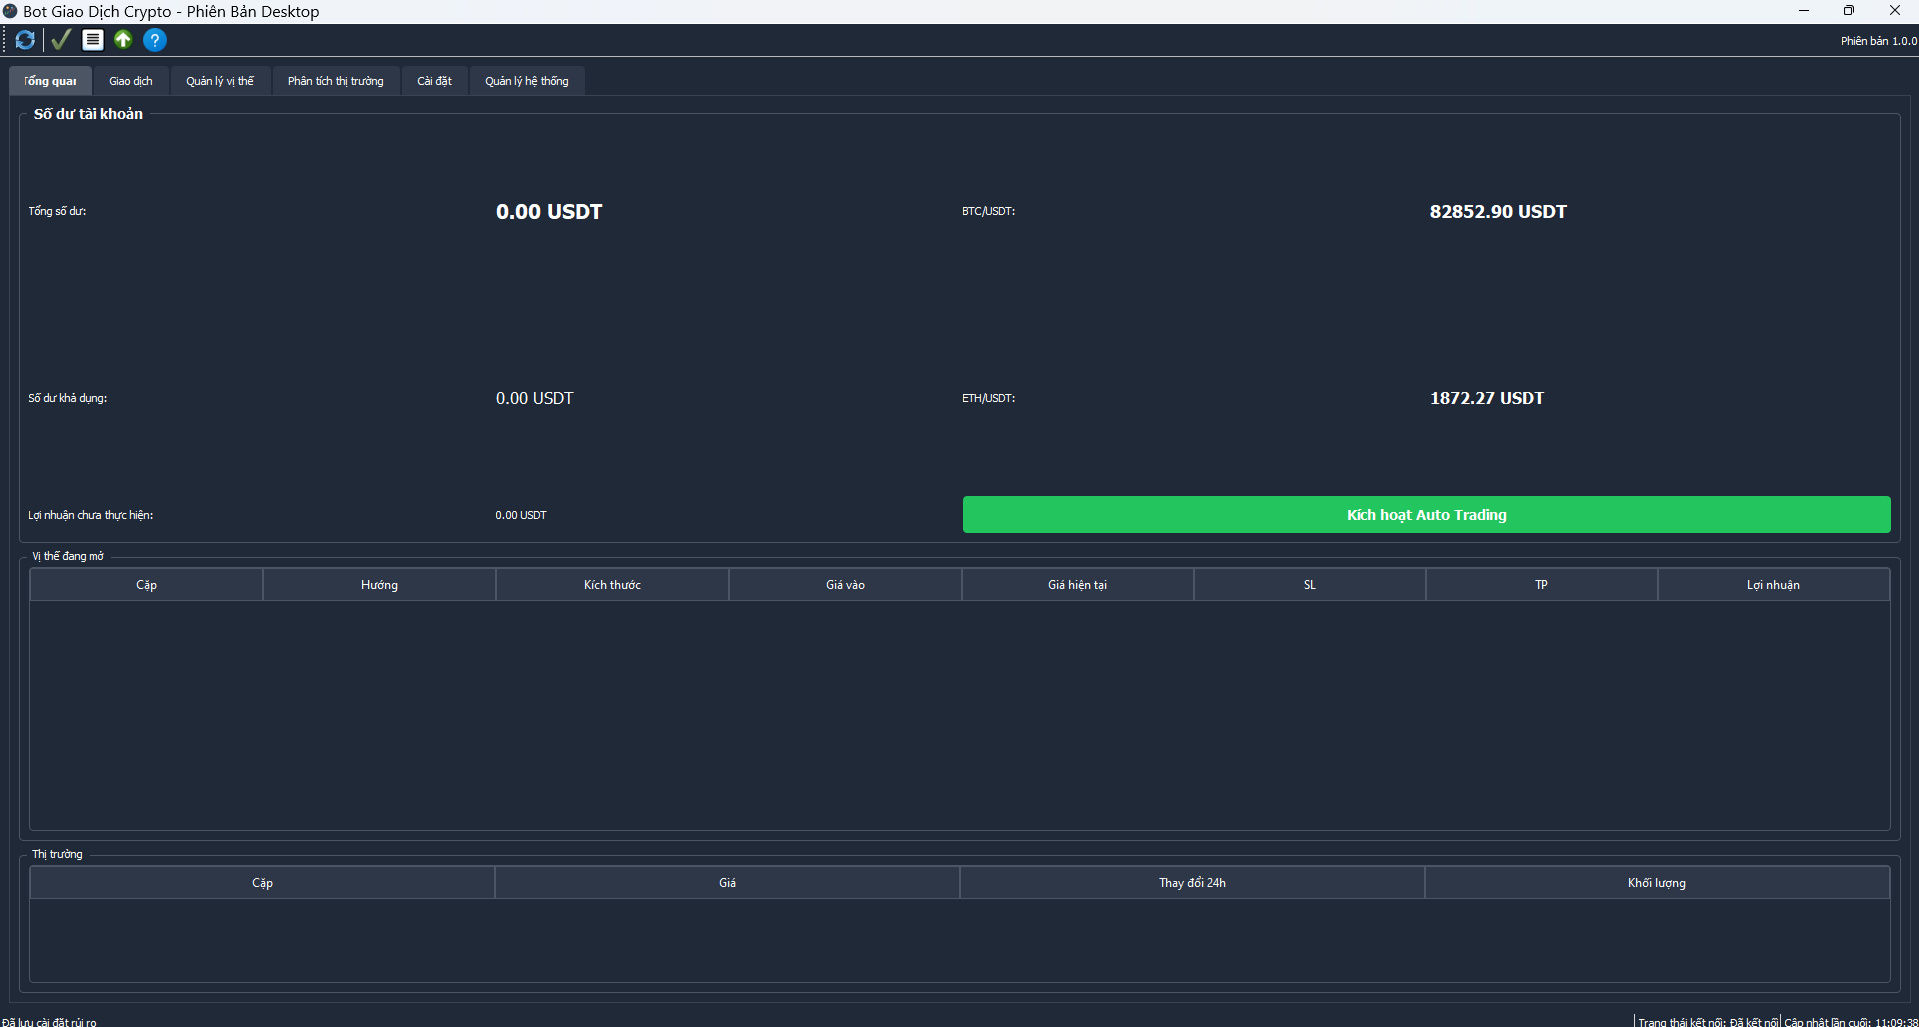 Bot Giao Dịch Crypto - Phiên Bản Desktop
Phiên bản 1.0.0
Tổng quan Giao dịch Quản lý vị thế Phân tích thị trường Cài đặt Quản lý hệ thống
Số dư tài khoản
Tổng số dư: 0.00 USDT BTC/USDT: 82852.90 USDT
Số dư khả dụng: 0.00 USDT ETH/USDT: 1872.27 USDT
Lợi nhuận chưa thực hiện: 0.00 USDT Kích hoạt Auto Trading
Vị thế đang mở
Cặp Hướng Kích thước Giá vào Giá hiện tại SL TP Lợi nhuận
Thị trường
Cặp Giá Thay đổi 24h Khối lượng
Đã lưu cài đặt rủi ro Trạng thái kết nối: Đã kết nối Cập nhật lần cuối: 11:09:38